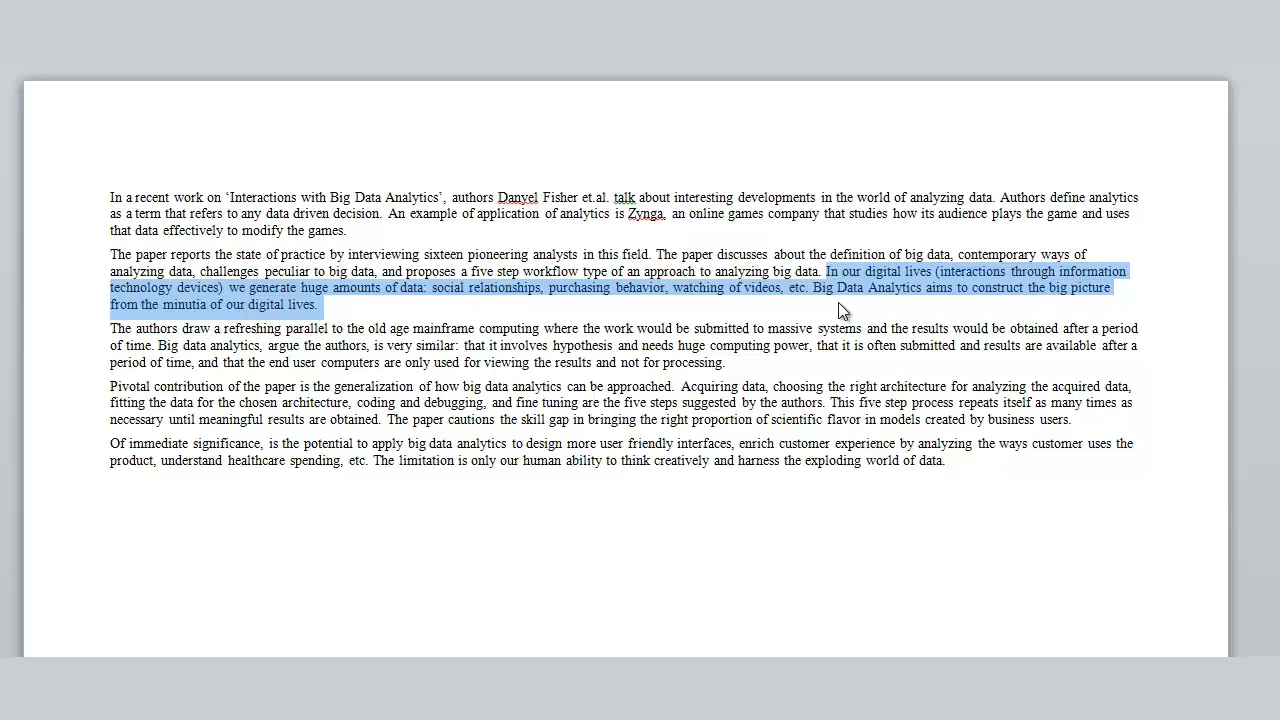 In a recent work on ‘Interactions with Big Data Analytics’, authors Danyel Fisher et.al. talk about interesting developments in the world of analyzing data. Authors define analytics
as a term that refers to any data driven decision. An example of application of analytics is Zynga, an online games company that studies how its audience plays the game and uses
that data effectively to modify the games.
The paper reports the state of practice by interviewing sixteen pioneering analysts in this field. The paper discusses about the definition of big data, contemporary ways of
analyzing data, challenges peculiar to big data, and proposes a five step workflow type of an approach to analyzing big data. In our digital lives (interactions through information
technology devices) we generate huge amounts of data: social relationships, purchasing behavior, watching of videos, etc. Big Data Analytics aims to construct the big picture
from the minutia of our digital lives.
The authors draw a refreshing parallel to the old age mainframe computing where the work would be submitted to massive systems and the results would be obtained after a period
of time. Big data analytics, argue the authors, is very similar: that it involves hypothesis and needs huge computing power, that it is often submitted and results are available after a
period of time, and that the end user computers are only used for viewing the results and not for processing.
Pivotal contribution of the paper is the generalization of how big data analytics can be approached. Acquiring data, choosing the right architecture for analyzing the acquired data,
fitting the data for the chosen architecture, coding and debugging, and fine tuning are the five steps suggested by the authors. This five step process repeats itself as many times as
necessary until meaningful results are obtained. The paper cautions the skill gap in bringing the right proportion of scientific flavor in models created by business users.
Of immediate significance, is the potential to apply big data analytics to design more user friendly interfaces, enrich customer experience by analyzing the ways customer uses the
product, understand healthcare spending, etc. The limitation is only our human ability to think creatively and harness the exploding world of data.